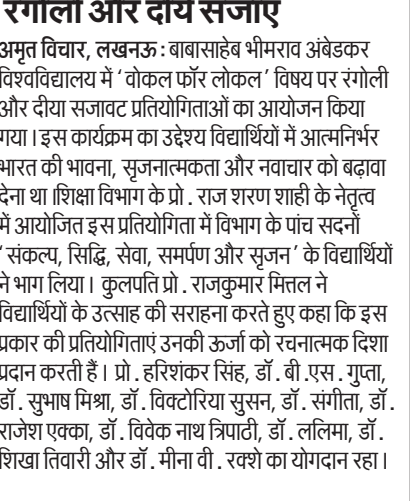 रंगोली और दीये सजाए
अमृत विचार, लखनऊ : बाबासाहेब भीमराव अंबेडकर
विश्वविद्यालय में ‘वोकल फॉर लोकल’ विषय पर रंगोली
और दीया सजावट प्रतियोगिताओं का आयोजन किया
गया । इस कार्यक्रम का उद्देश्य विद्यार्थियों में आत्मनिर्भर
भारत की भावना, सृजनात्मकता और नवाचार को बढ़ावा
देना था ।शिक्षा विभाग के प्रो . राज शरण शाही के नेतृत्व
में आयोजित इस प्रतियोगिता में विभाग के पांच सदनों
‘संकल्प, सिद्धि, सेवा, समर्पण और सृजन’ के विद्यार्थियों
ने भाग लिया । कुलपति प्रो . राजकुमार मित्तल ने
विद्यार्थियों के उत्साह की सराहना करते हुए कहा कि इस
प्रकार की प्रतियोगिताएं उनकी ऊर्जा को रचनात्मक दिशा
प्रदान करती हैं । प्रो . हरिशंकर सिंह, डॉ . बी .एस . गुप्ता,
डॉ . सुभाष मिश्रा, डॉ . विक्टोरिया सुसन, डॉ . संगीता, डॉ .
राजेश एक्का, डॉ . विवेक नाथ त्रिपाठी, डॉ . ललिमा, डॉ .
शिखा तिवारी और डॉ . मीना वी . रक्शे का योगदान रहा ।